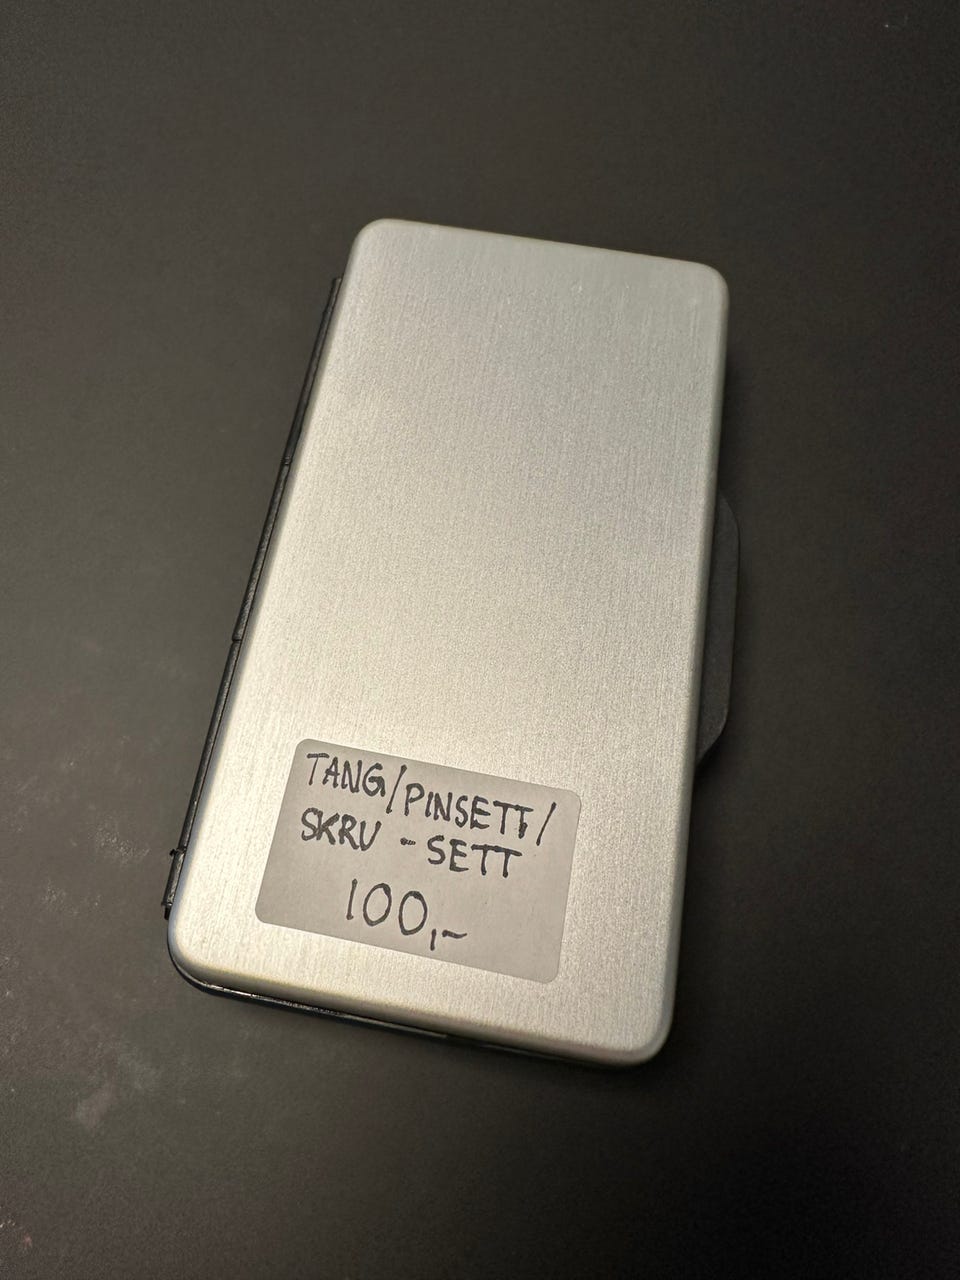 TANG/PINSETT/
SKRU - SETT
100,-